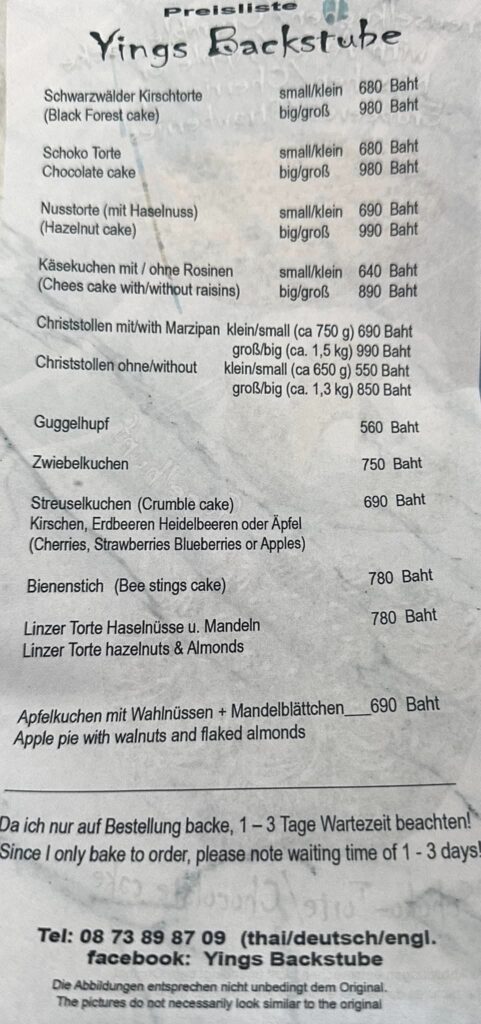 Preisliste
Yings Backstube
Schwarzwälder Kirschtorte small/klein 680 Baht
(Black Forest cake) big/groß 980 Baht
Schoko Torte small/klein 680 Baht
Chocolate cake big/groß 980 Baht
Nusstorte (mit Haselnuss) small/klein 690 Baht
(Hazelnut cake) big/groß 990 Baht
Käsekuchen mit / ohne Rosinen small/klein 640 Baht
(Chees cake with/without raisins) big/groß 890 Baht
Christstollen mit/with Marzipan klein/small (ca 750 g) 690 Baht
groß/big (ca. 1,5 kg) 990 Baht
Christstollen ohne/without klein/small (ca 650 g) 550 Baht
groß/big (ca. 1,3 kg) 850 Baht
Guggelhupf 560 Baht
Zwiebelkuchen 750 Baht
Streuselkuchen (Crumble cake) 690 Baht
Kirschen, Erdbeeren Heidelbeeren oder Äpfel
(Cherries, Strawberries Blueberries or Apples)
Bienenstich (Bee stings cake) 780 Baht
Linzer Torte Haselnüsse u. Mandeln 780 Baht
Linzer Torte hazelnuts & Almonds
Apfelkuchen mit Wahlnüssen + Mandelblättchen___690 Baht
Apple pie with walnuts and flaked almonds
Da ich nur auf Bestellung backe, 1 – 3 Tage Wartezeit beachten!
Since I only bake to order, please note waiting time of 1 - 3 days!
Tel: 08 73 89 87 09 (thai/deutsch/engl.
facebook: Yings Backstube
Die Abbildungen entsprechen nicht unbedingt dem Original.
The pictures do not necessarily look similar to the original